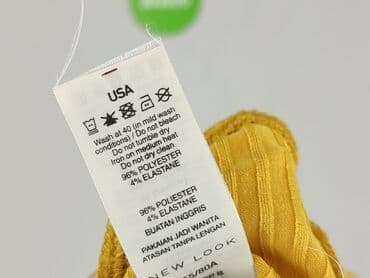 USA
Wash at 40 (in mild wash
conditions) / Do not bleach
Do not tumble dry
Iron on medium heat
Do not dry clean
96% POLYESTER
4% ELASTANE
96% POLIESTER
4% ELASTANE
BUATAN INGGRIS
PAKAIAN JADI WANITA
ATASAN TANPA LENGAN
NEW LOOK